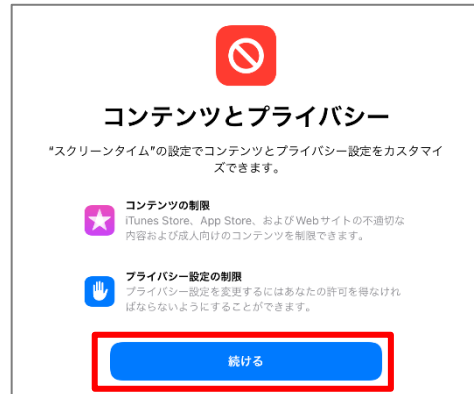 コンテンツとプライバシー
“スクリーンタイム”の設定でコンテンツとプライバシー設定をカスタマイ
ズできます。
コンテンツの制限
iTunes Store、App Store、およびWebサイトの不適切な
内容および成人向けのコンテンツを制限できます。
プライバシー設定の制限
プライバシー設定を変更するにはあなたの許可を得なけれ
ばならないようにすることができます。
続ける